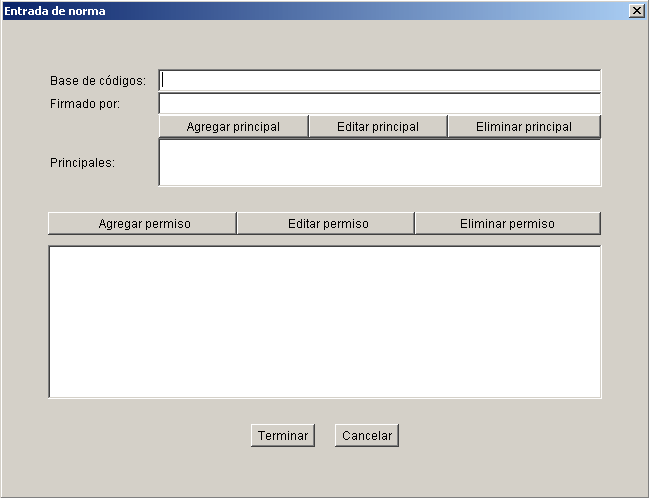 Entrada de norma
Base de códigos:
Firmado por:
Agregar principal Editar principal Eliminar principal
Principales:
Agregar permiso Editar permiso Eliminar permiso
Terminar Cancelar